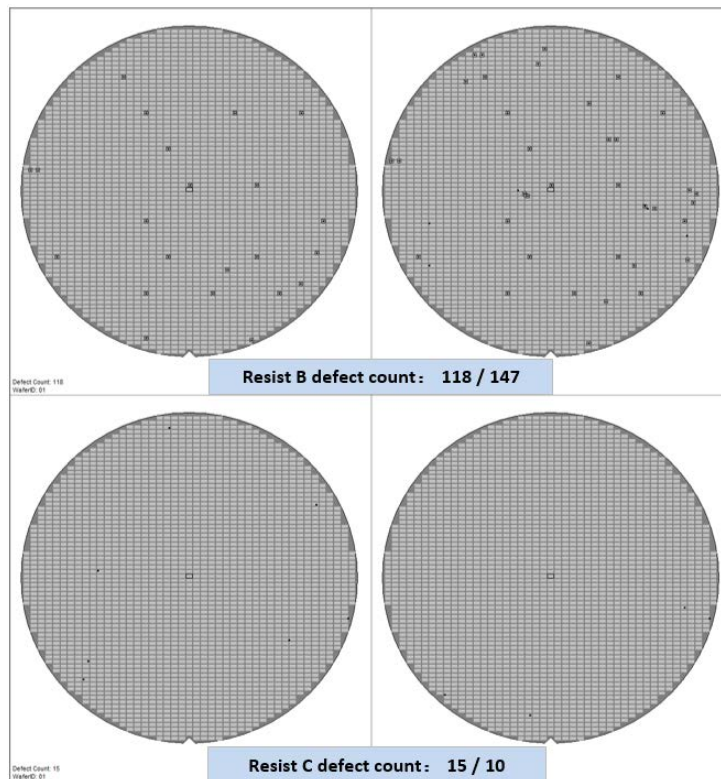 Resist B defect count： 118 / 147
Defect Count: 118
WaferID: 01
Resist C defect count： 15 / 10
Defect Count: 15
WaferID: 01